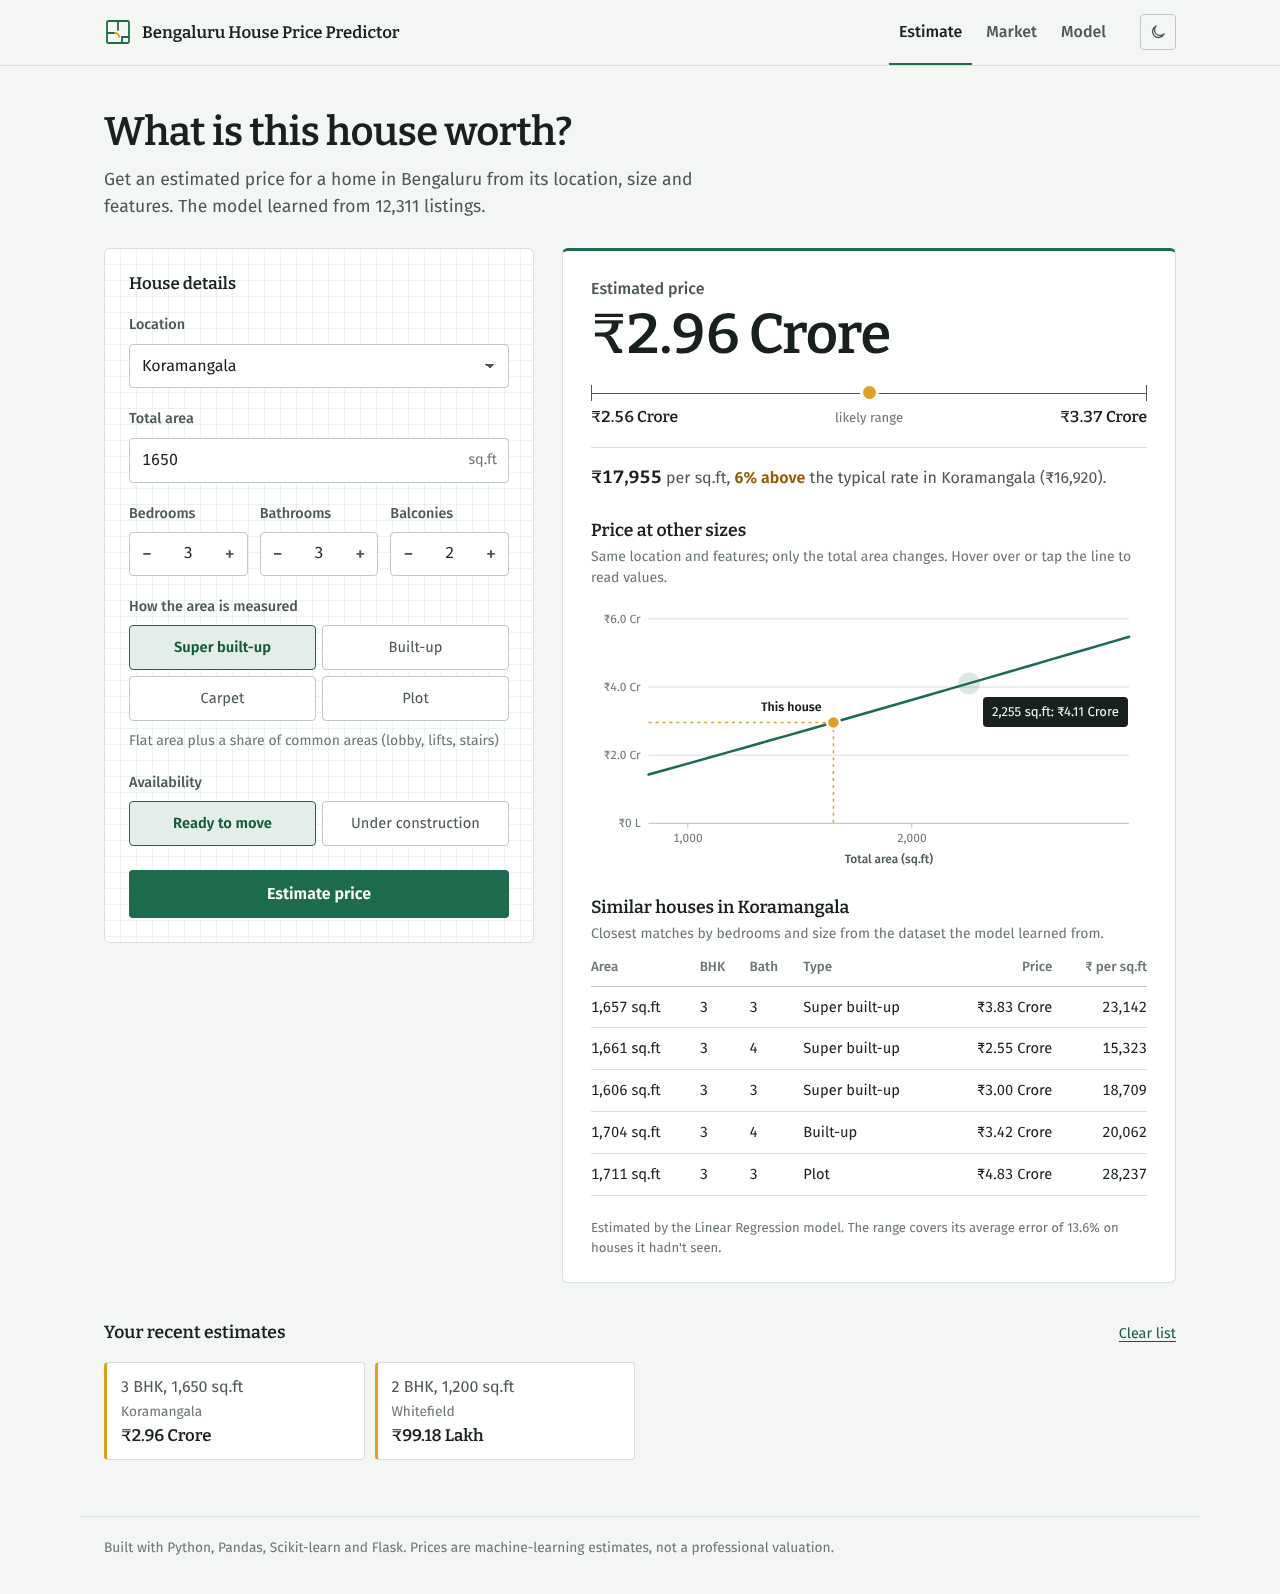 Bengaluru House Price Predictor
Estimate
Market
Model
What is this house worth?
Get an estimated price for a home in Bengaluru from its location, size and
features. The model learned from 12,311 listings.
House details
Location
Koramangala
Total area
1650 sq.ft
Bedrooms Bathrooms Balconies
− 3 + − 3 + − 2 +
How the area is measured
Super built-up
Built-up
Carpet
Plot
Flat area plus a share of common areas (lobby, lifts, stairs)
Availability
Ready to move
Under construction
Estimate price
Estimated price
₹2.96 Crore
₹2.56 Crore likely range ₹3.37 Crore
₹17,955 per sq.ft, 6% above the typical rate in Koramangala (₹16,920).
Price at other sizes
Same location and features; only the total area changes. Hover over or tap the line to
read values.
₹6.0 Cr
₹4.0 Cr
This house
2,255 sq.ft: ₹4.11 Crore
₹2.0 Cr
₹0 L
1,000 2,000
Total area (sq.ft)
Similar houses in Koramangala
Closest matches by bedrooms and size from the dataset the model learned from.
Area BHK Bath Type Price ₹ per sq.ft
1,657 sq.ft 3 3 Super built-up ₹3.83 Crore 23,142
1,661 sq.ft 3 4 Super built-up ₹2.55 Crore 15,323
1,606 sq.ft 3 3 Super built-up ₹3.00 Crore 18,709
1,704 sq.ft 3 4 Built-up ₹3.42 Crore 20,062
1,711 sq.ft 3 3 Plot ₹4.83 Crore 28,237
Estimated by the Linear Regression model. The range covers its average error of 13.6% on
houses it hadn't seen.
Your recent estimates
Clear list
3 BHK, 1,650 sq.ft
Koramangala
₹2.96 Crore
2 BHK, 1,200 sq.ft
Whitefield
₹99.18 Lakh
Built with Python, Pandas, Scikit-learn and Flask. Prices are machine-learning estimates, not a professional valuation.